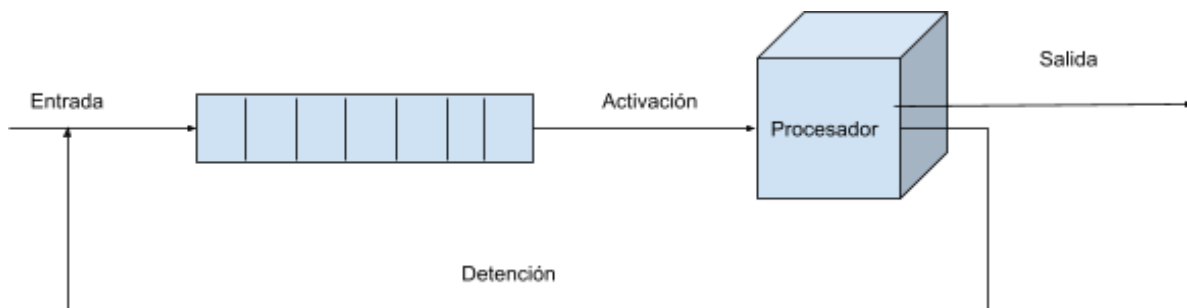 Salida
Entrada
Activación
Procesador
Detención